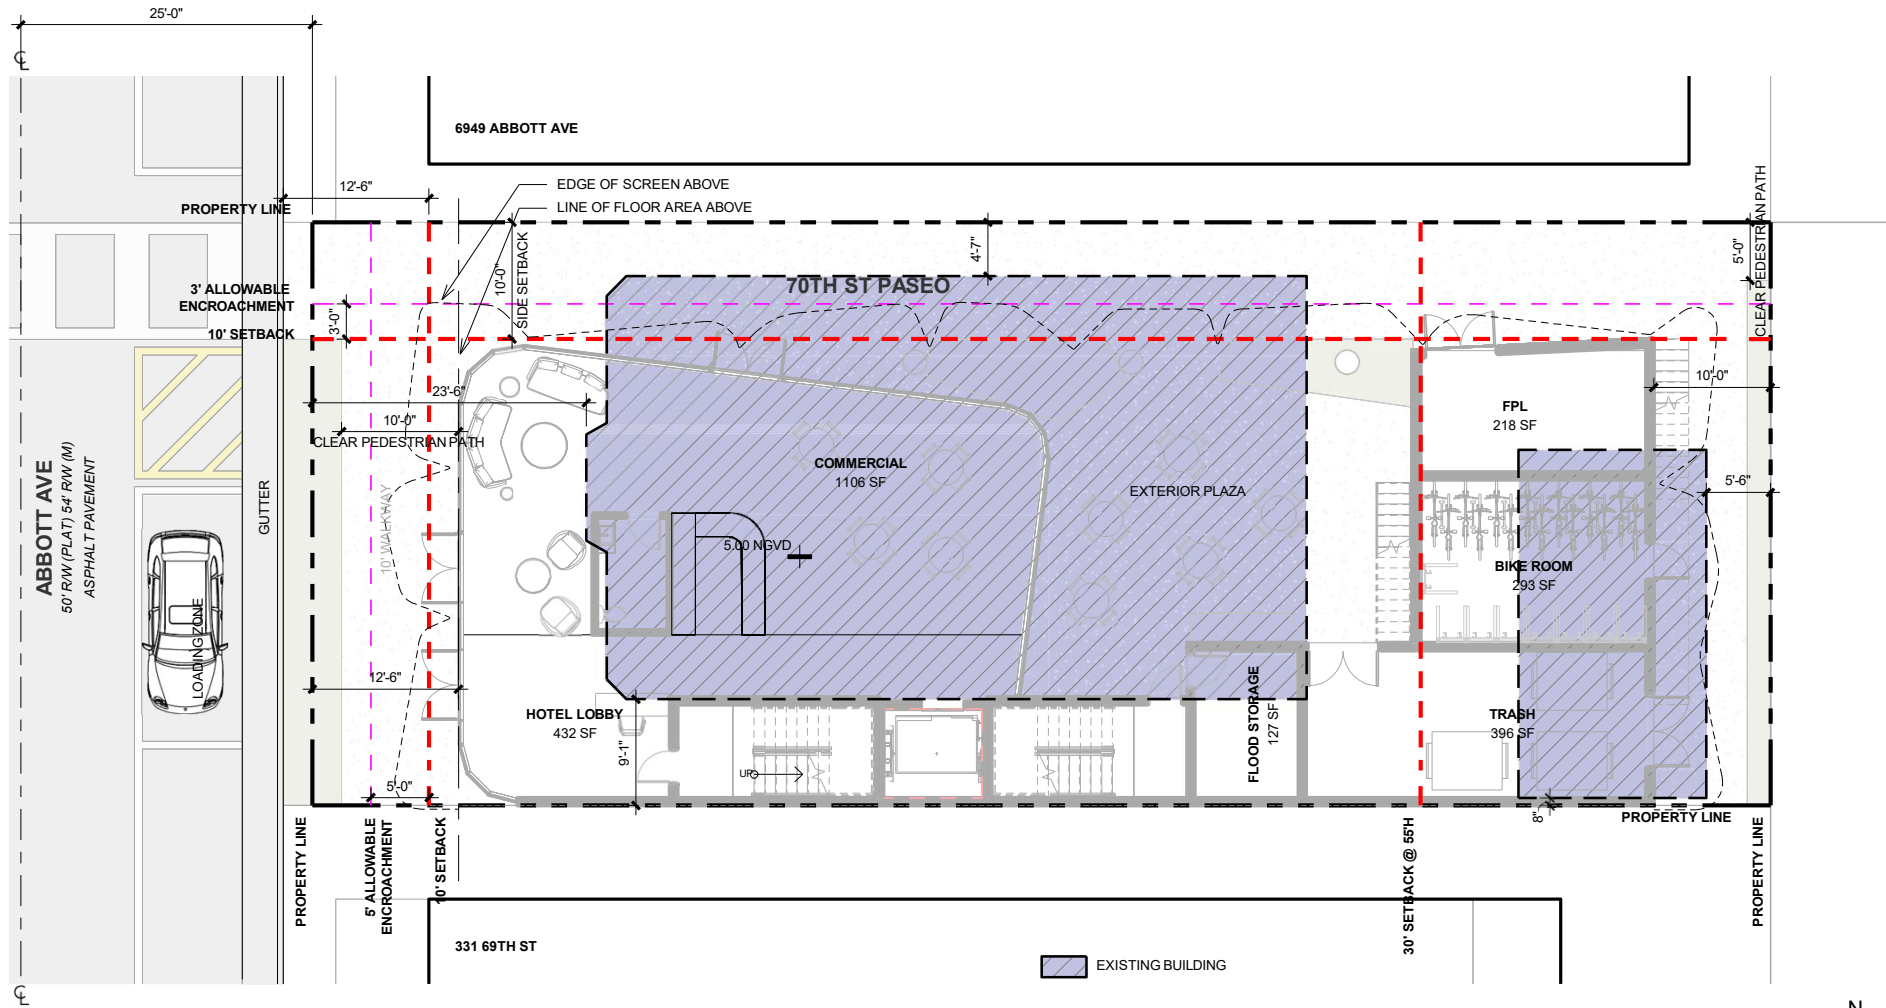 25'-0"
℄
6949 ABBOTT AVE
12'-6"
EDGE OF SCREEN ABOVE
LINE OF FLOOR AREA ABOVE
PROPERTY LINE
CLEAR PEDESTRIAN PATH
4'-7"
5'-0"
10'-0"
SIDE SETBACK
3' ALLOWABLE
ENCROACHMENT
3'-0"
70TH ST PASEO
10' SETBACK
23'-6"
10'-0"
10'-0"
CLEAR PEDESTRIAN PATH
FPL
218 SF
COMMERCIAL
1106 SF
EXTERIOR PLAZA
5'-6"
ABBOTT AVE
50' R/W (PLAT) 54' R/W (M)
ASPHALT PAVEMENT
GUTTER
10' WALKWAY
5.00 NGVD
BIKE ROOM
293 SF
LOADING ZONE
12'-6"
HOTEL LOBBY
432 SF
9'-1"
UP
FLOOD STORAGE
127 SF
TRASH
396 SF
5'-0"
8"
PROPERTY LINE
PROPERTY LINE
5' ALLOWABLE
ENCROACHMENT
10' SETBACK
30' SETBACK @ 55'H
PROPERTY LINE
331 69TH ST
EXISTING BUILDING
℄
N